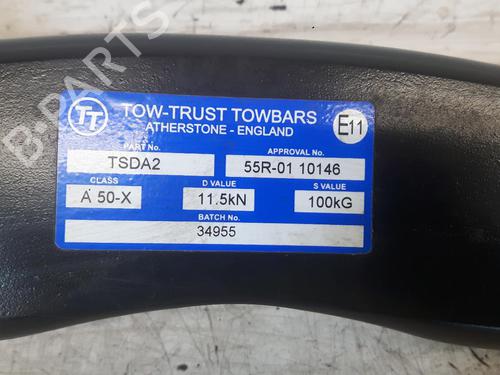 TT
TOW-TRUST TOWBARS
ATHERSTONE - ENGLAND
E11
PART No. APPROVAL No.
TSDA2 55R-01 10146
CLASS D VALUE S VALUE
A 50-X 11.5kN 100kG
BATCH No.
34955
B-PARTS